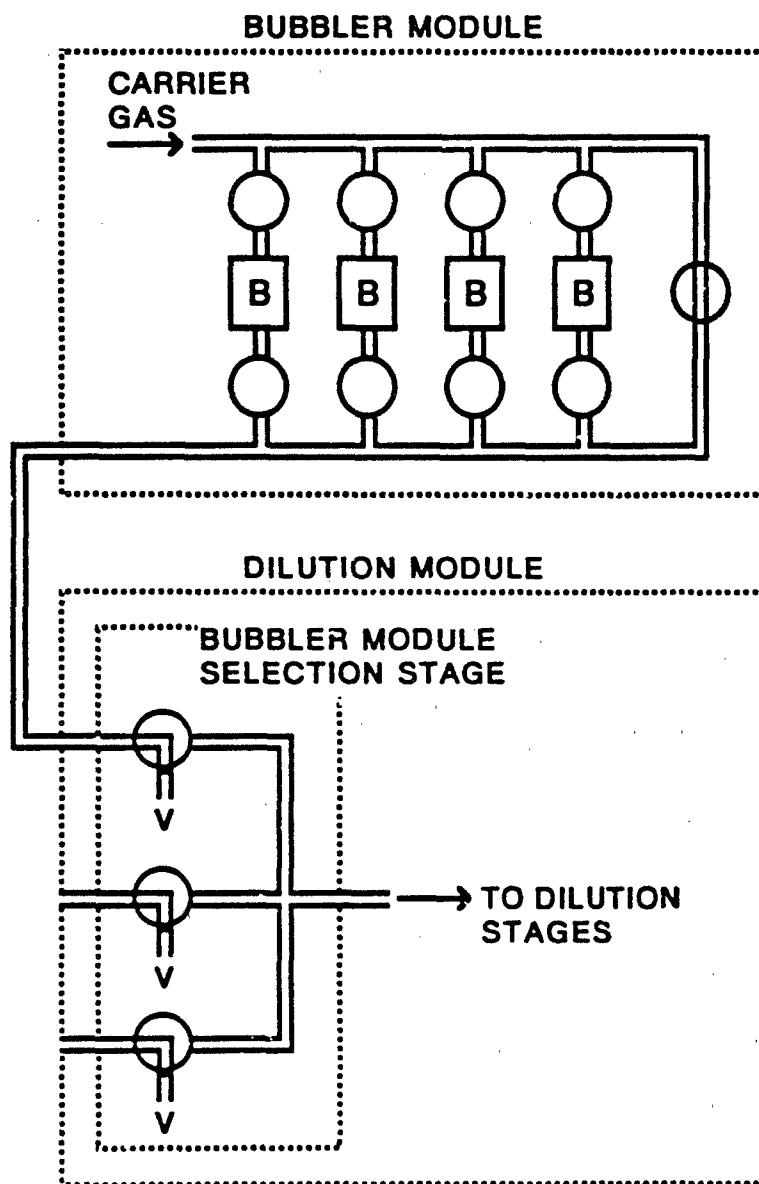 BUBBLER MODULE
CARRIER
GAS
B B B B
DILUTION MODULE
BUBBLER MODULE
SELECTION STAGE
V
TO DILUTION
STAGES
V
V